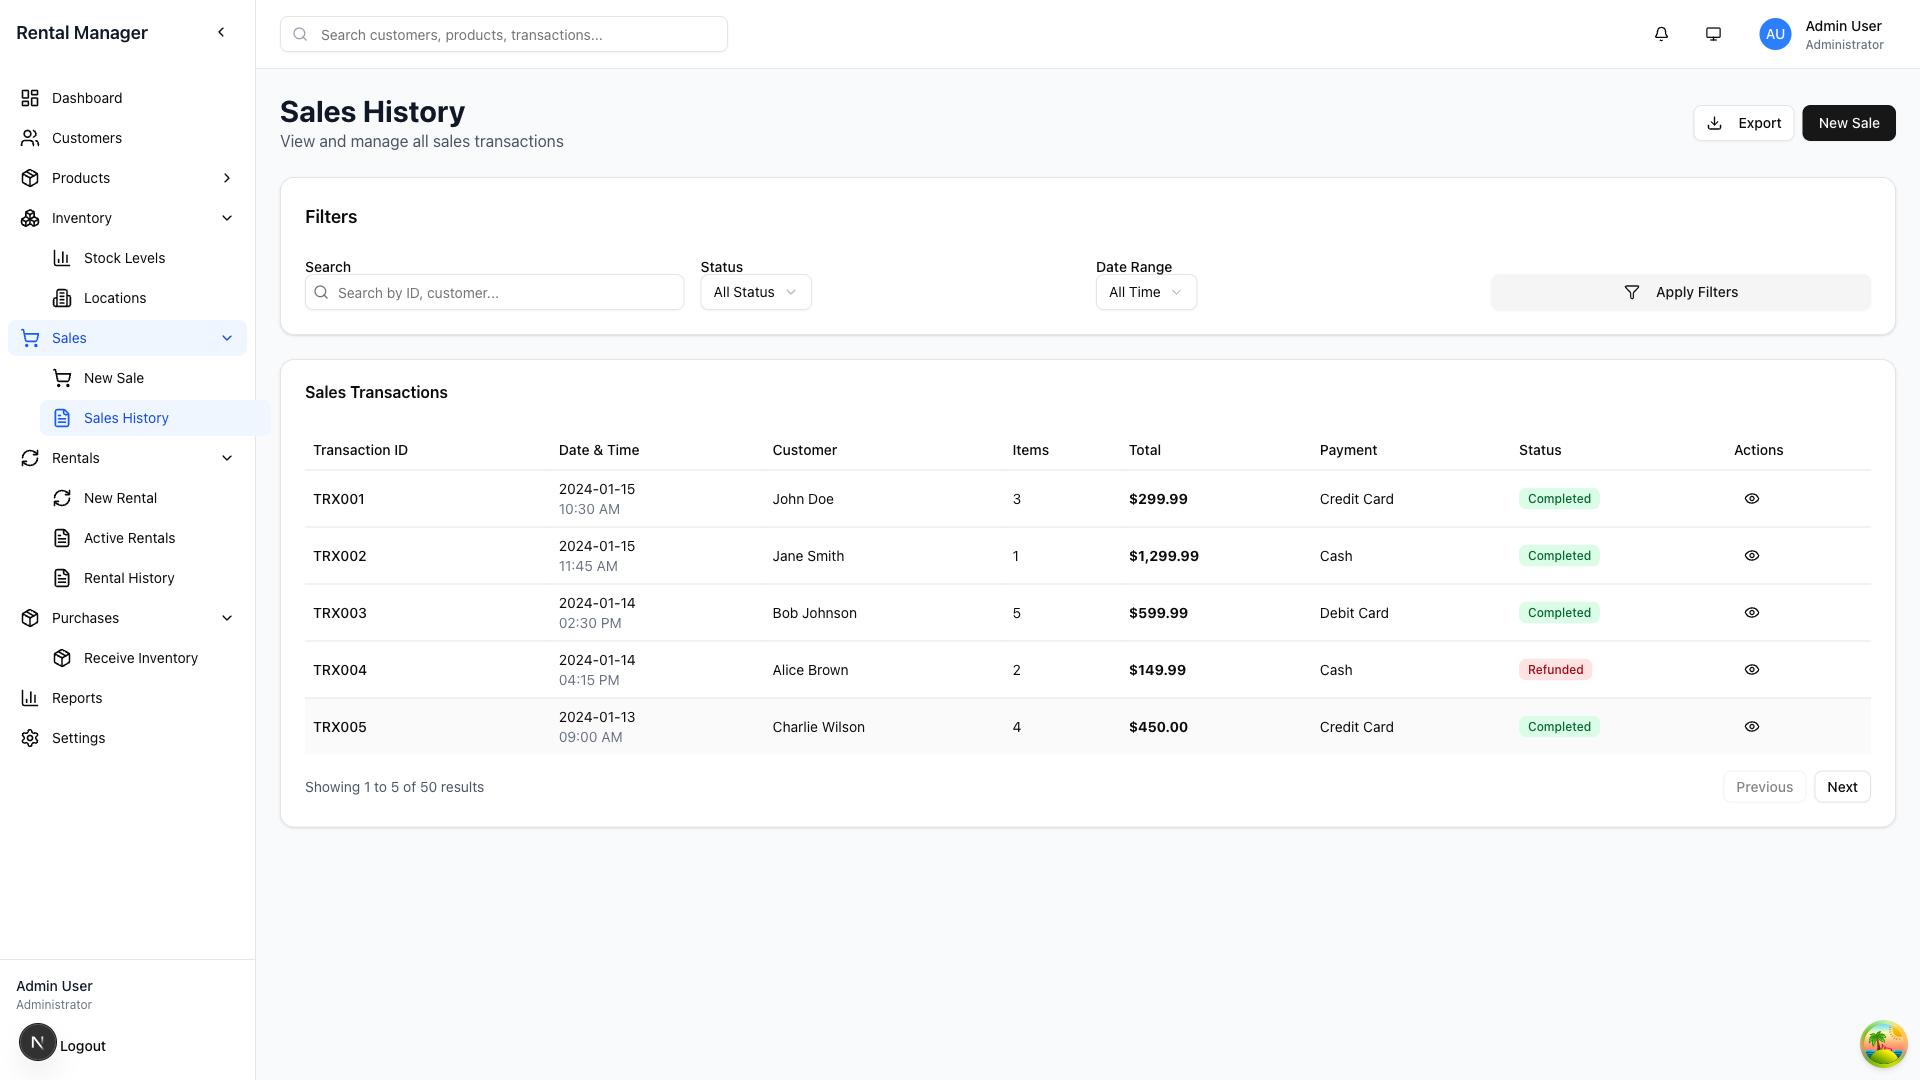 Rental Manager
Search customers, products, transactions...
AU
Admin User
Administrator
Dashboard
Customers
Products
Inventory
Stock Levels
Locations
Sales
New Sale
Sales History
Rentals
New Rental
Active Rentals
Rental History
Purchases
Receive Inventory
Reports
Settings
Admin User
Administrator
N
Logout
Sales History
View and manage all sales transactions
Export
New Sale
Filters
Search
Status
Date Range
Search by ID, customer...
All Status
All Time
Apply Filters
Sales Transactions
Transaction ID Date & Time Customer Items Total Payment Status Actions
TRX001 2024-01-15 10:30 AM John Doe 3 $299.99 Credit Card Completed
TRX002 2024-01-15 11:45 AM Jane Smith 1 $1,299.99 Cash Completed
TRX003 2024-01-14 02:30 PM Bob Johnson 5 $599.99 Debit Card Completed
TRX004 2024-01-14 04:15 PM Alice Brown 2 $149.99 Cash Refunded
TRX005 2024-01-13 09:00 AM Charlie Wilson 4 $450.00 Credit Card Completed
Showing 1 to 5 of 50 results
Previous
Next